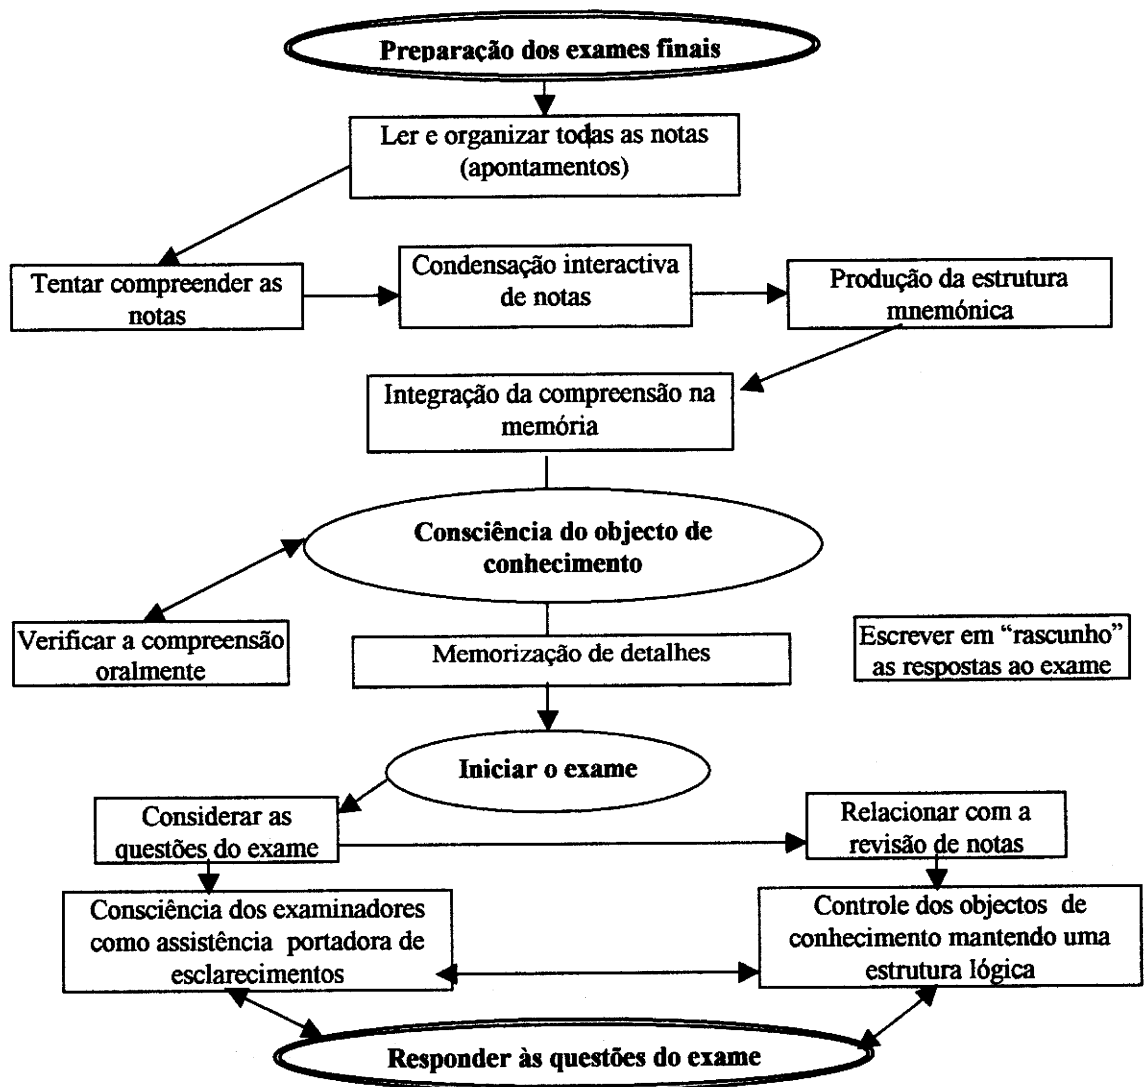 Preparação dos exames finais
Ler e organizar todas as notas
(apontamentos)
Tentar compreender as
notas
Condensação interactiva
de notas
Produção da estrutura
mnemónica
Integração da compreensão na
memória
Consciência do objecto de
conhecimento
Verificar a compreensão
oralmente
Memorização de detalhes
Escrever em “rascunho”
as respostas ao exame
Iniciar o exame
Considerar as
questões do exame
Relacionar com a
revisão de notas
Consciência dos examinadores
como assistência portadora de
esclarecimentos
Controle dos objectos de
conhecimento mantendo uma
estrutura lógica
Responder às questões do exame